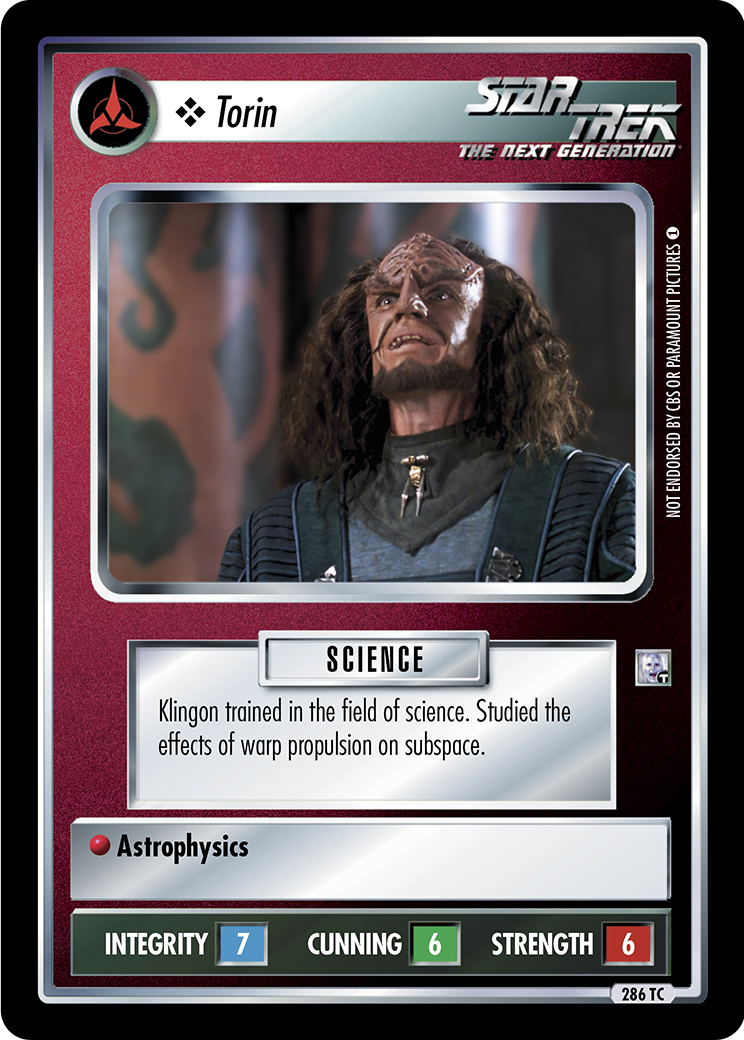 ❖ Torin
STAR TREK
THE NEXT GENERATION
NOT ENDORSED BY CBS OR PARAMOUNT PICTURES 1
SCIENCE
Klingon trained in the field of science. Studied the
effects of warp propulsion on subspace.
T
Astrophysics
INTEGRITY 7 CUNNING 6 STRENGTH 6
286 TC